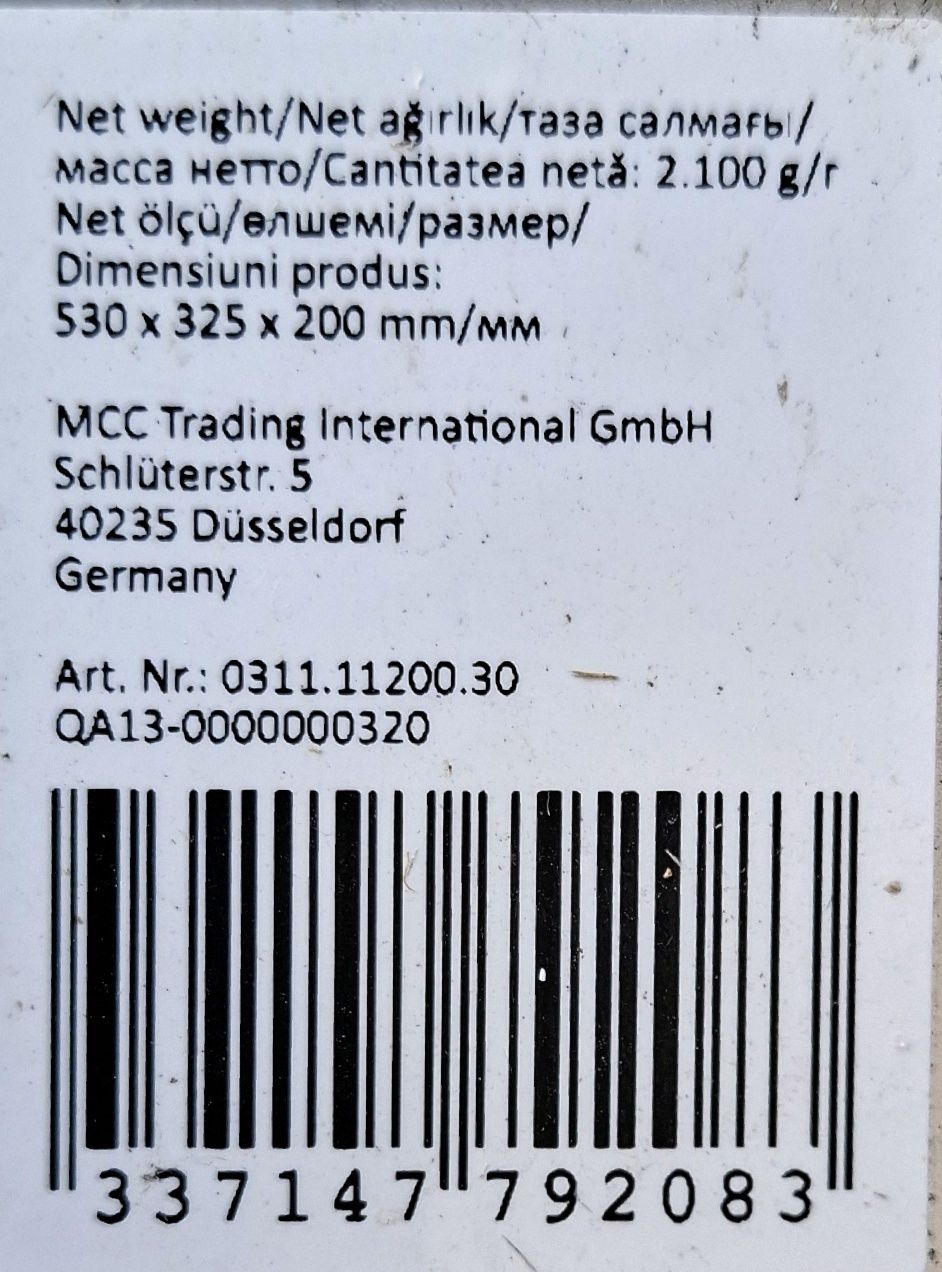 Net weight/Net ağırlık/таза салмағы/
масса нетто/Cantitatea netă: 2.100 g/г
Net ölçü/өлшемі/размер/
Dimensiuni produs:
530 x 325 x 200 mm/мм
MCC Trading International GmbH
Schlüterstr. 5
40235 Düsseldorf
Germany
Art. Nr.: 0311.11200.30
QA13-0000000320
337147 792083